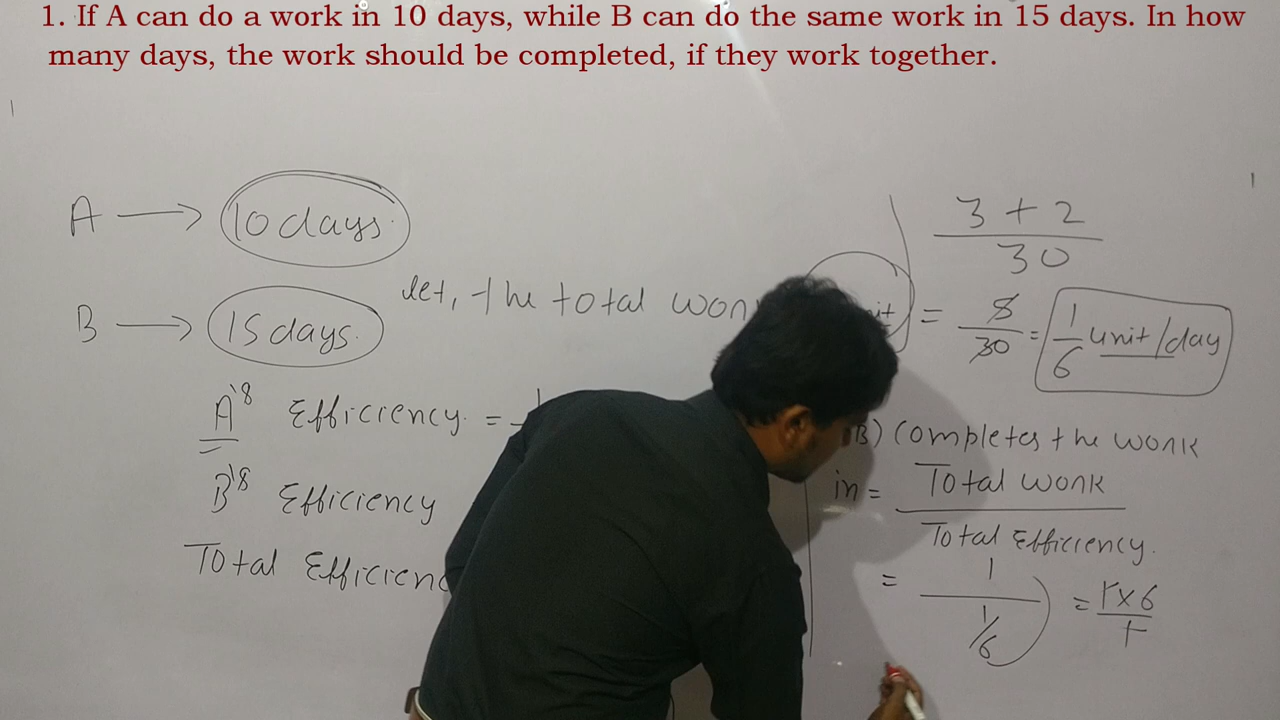 1. If A can do a work in 10 days, while B can do the same work in 15 days. In how
many days, the work should be completed, if they work together.
A → 10 days.
B → 15 days.
let, the total
A's Efficiency. =
B's Efficiency
Total
3 + 2
30
= 5/30 = 1/6 unit/day
B) completes the work
in = Total work
Total Efficiency.
= 1
1/6
= 1×6
1